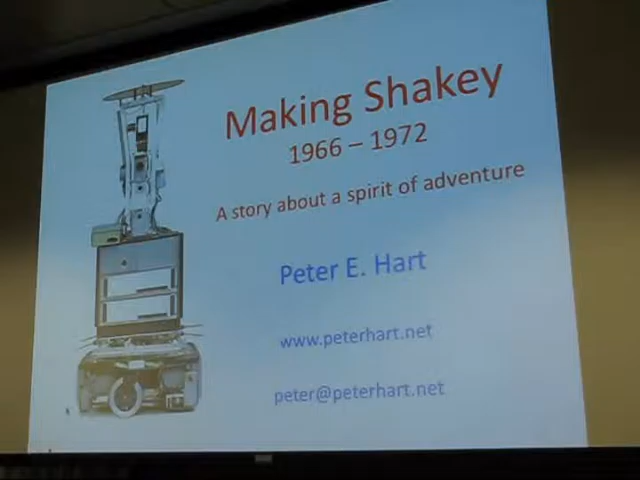 Making Shakey
1966 – 1972
A story about a spirit of adventure
Peter E. Hart
www.peterhart.net
peter@peterhart.net